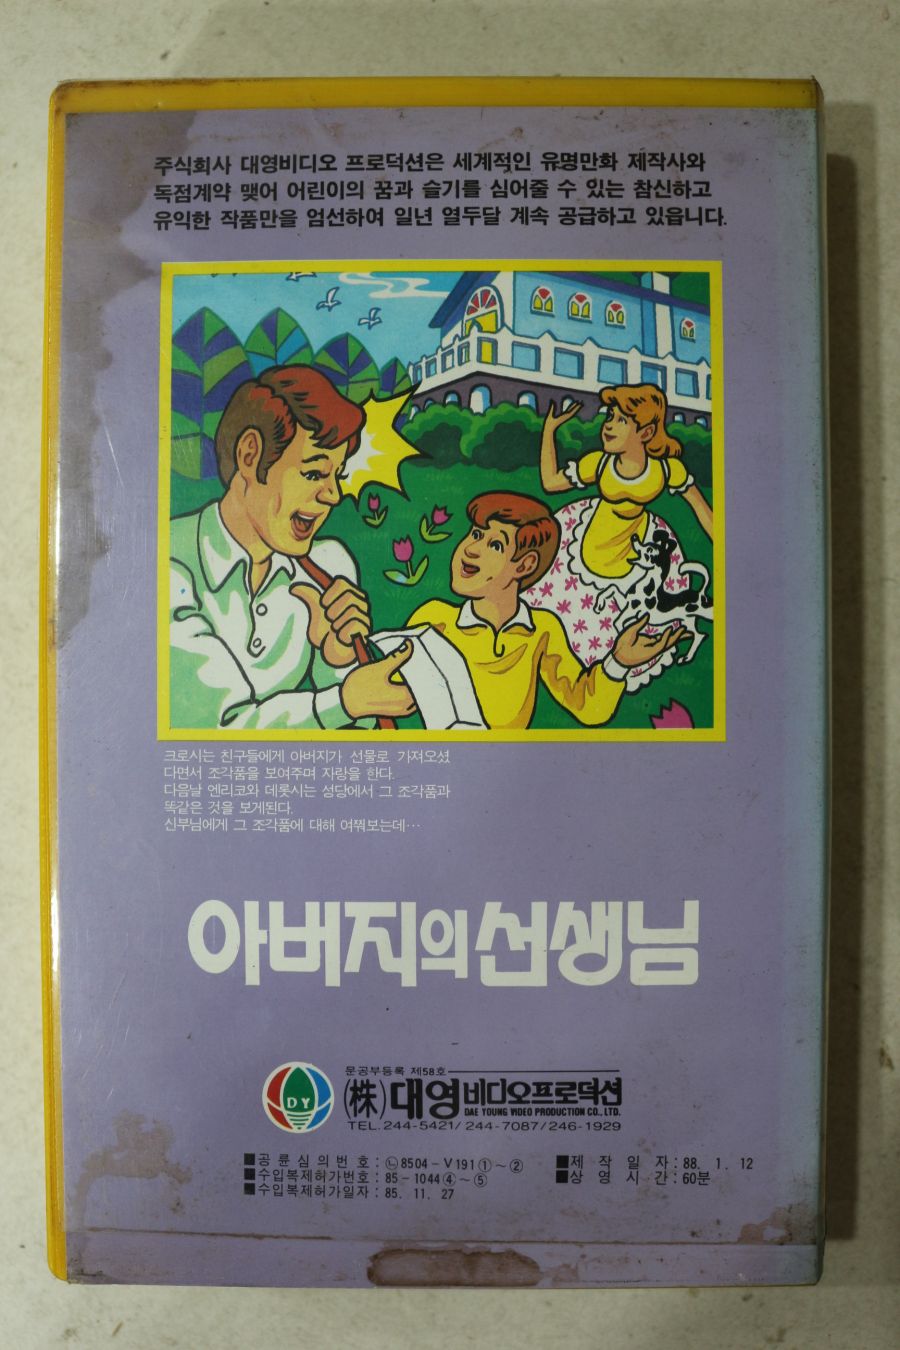 주식회사 대영비디오 프로덕션은 세계적인 유명만화 제작사와
독점계약 맺어 어린이의 꿈과 슬기를 심어줄 수 있는 참신하고
유익한 작품만을 엄선하여 일년 열두달 계속 공급하고 있읍니다.
크로시는 친구들에게 아버지가 선물로 가져오셨
다면서 조각품을 보여주며 자랑을 한다.
다음날 엔리코와 데롯시는 성당에서 그 조각품과
똑같은 것을 보게된다.
신부님에게 그 조각품에 대해 여쭤보는데…
아버지의 선생님
문공부등록 제58호
DY (株)대영비디오프로덕션
DAE YOUNG VIDEO PRODUCTION CO., LTD.
TEL. 244-5421/ 244-7087/246-1929
■공륜심의번호 : ㉡8504-V191①~② ■제작일자 : 88. 1. 12
■수입복제허가번호 : 85-1044④~⑤ ■상영시간 : 60분
■수입복제허가일자 : 85. 11. 27